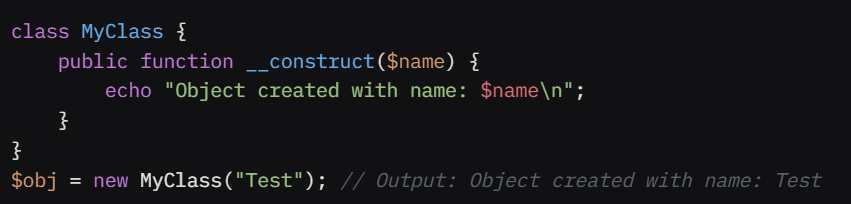 class MyClass {
    public function __construct($name) {
        echo "Object created with name: $name\n";
    }
}
$obj = new MyClass("Test"); // Output: Object created with name: Test